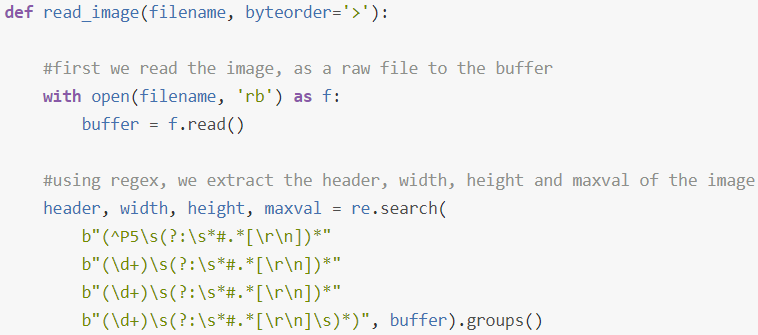 def read_image(filename, byteorder='>'):
#first we read the image, as a raw file to the buffer
with open(filename, 'rb') as f:
buffer = f.read()
#using regex, we extract the header, width, height and maxval of the image
header, width, height, maxval = re.search(
b"(^P5\s(?:\s*#.*[\r\n])*"
b"(\d+)\s(?:\s*#.*[\r\n])*"
b"(\d+)\s(?:\s*#.*[\r\n])*"
b"(\d+)\s(?:\s*#.*[\r\n]\s)*)", buffer).groups()